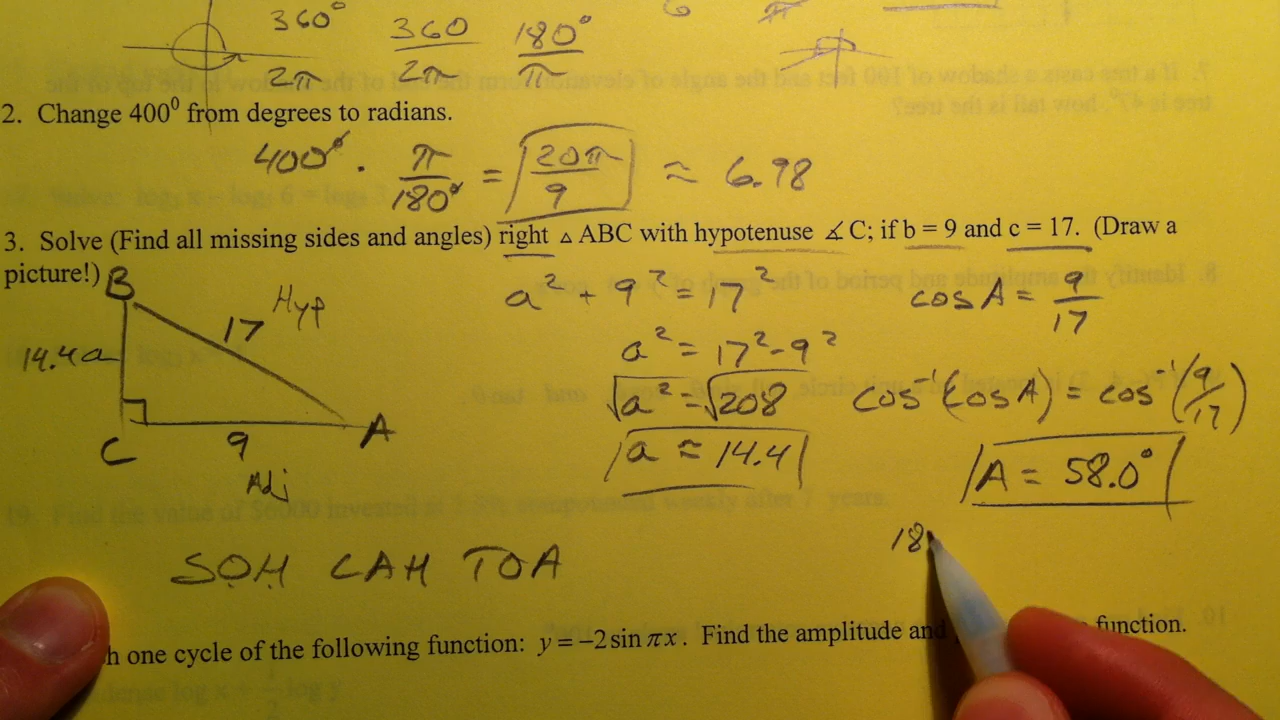 360° 360 180°
2π 2π π
2. Change 400⁰ from degrees to radians.
400° · π/180° = 20π/9 ≈ 6.98
3. Solve (Find all missing sides and angles) right △ ABC with hypotenuse ∡C; if b = 9 and c = 17. (Draw a
picture!)
B
Hyp
17
14.4 a
C
9
A
Adj
a² + 9² = 17²
a² = 17² - 9²
√a² = √208
a ≈ 14.4
cos A = 9/17
cos⁻¹(cos A) = cos⁻¹(9/17)
A = 58.0°
18
SOH CAH TOA
one cycle of the following function: y = −2 sin πx. Find the amplitude and function.